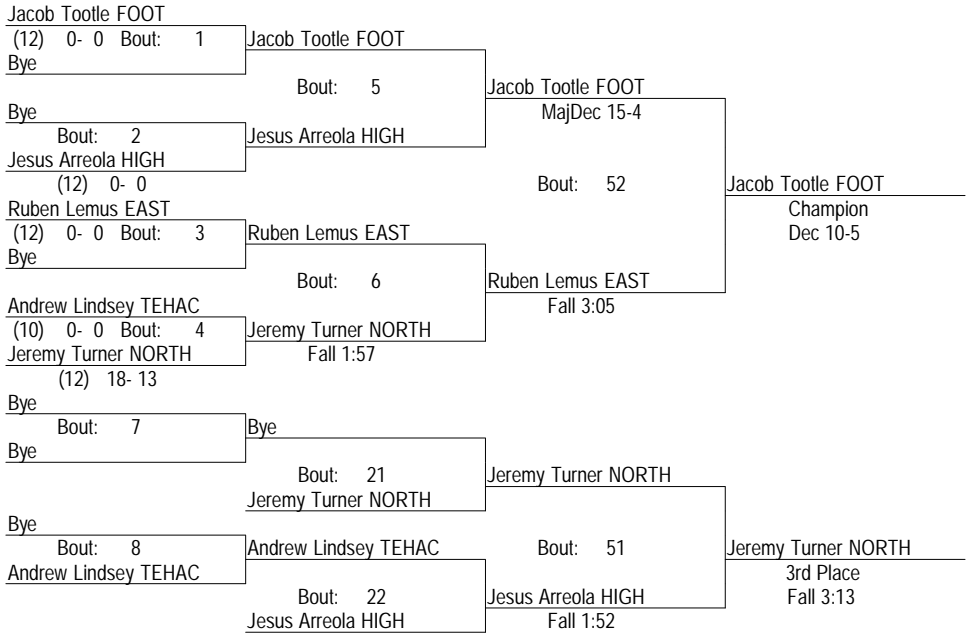 Jacob Tootle FOOT
(12) 0- 0 Bout: 1 Jacob Tootle FOOT
Bye
Bout: 5 Jacob Tootle FOOT
Bye MajDec 15-4
Bout: 2 Jesus Arreola HIGH
Jesus Arreola HIGH
(12) 0- 0 Bout: 52 Jacob Tootle FOOT
Ruben Lemus EAST Champion
(12) 0- 0 Bout: 3 Ruben Lemus EAST Dec 10-5
Bye
Bout: 6 Ruben Lemus EAST
Andrew Lindsey TEHAC Fall 3:05
(10) 0- 0 Bout: 4 Jeremy Turner NORTH
Jeremy Turner NORTH Fall 1:57
(12) 18- 13
Bye
Bout: 7 Bye
Bye
Bout: 21 Jeremy Turner NORTH
Jeremy Turner NORTH
Bye
Bout: 8 Andrew Lindsey TEHAC Bout: 51 Jeremy Turner NORTH
Andrew Lindsey TEHAC 3rd Place
Bout: 22 Jesus Arreola HIGH Fall 3:13
Jesus Arreola HIGH Fall 1:52